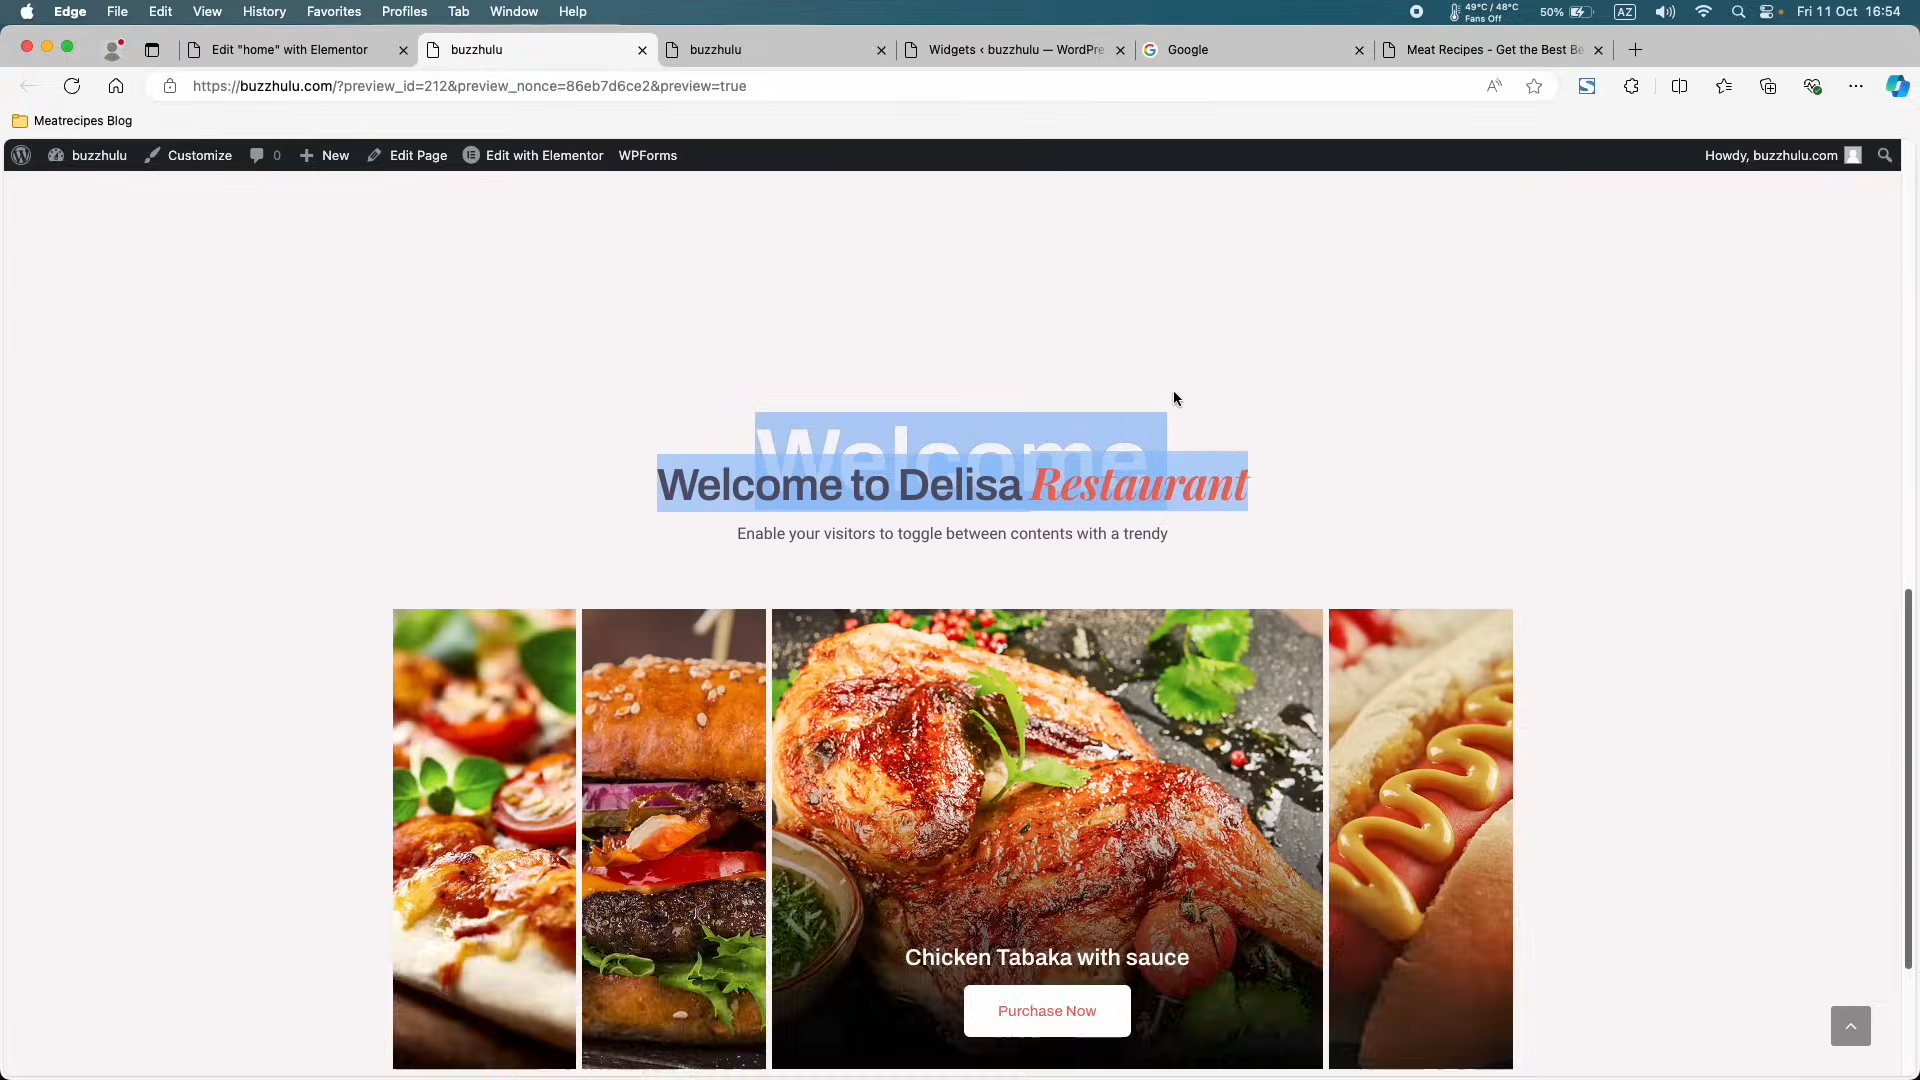 Edge File Edit View History Favorites Profiles Tab Window Help
49°C / 48°C
Fans Off
50% AZ Fri 11 Oct 16:54
Edit "home" with Elementor
buzzhulu
buzzhulu
Widgets ‹ buzzhulu — WordPre
Google
Meat Recipes - Get the Best Be
https://buzzhulu.com/?preview_id=212&preview_nonce=86eb7d6ce2&preview=true
Meatrecipes Blog
buzzhulu Customize 0 New Edit Page Edit with Elementor WPForms Howdy, buzzhulu.com
Welcome
Welcome to Delisa Restaurant
Enable your visitors to toggle between contents with a trendy
Chicken Tabaka with sauce
Purchase Now